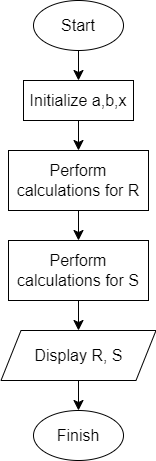 Start
Initialize a,b,x
Perform
calculations for R
Perform
calculations for S
Display R, S
Finish